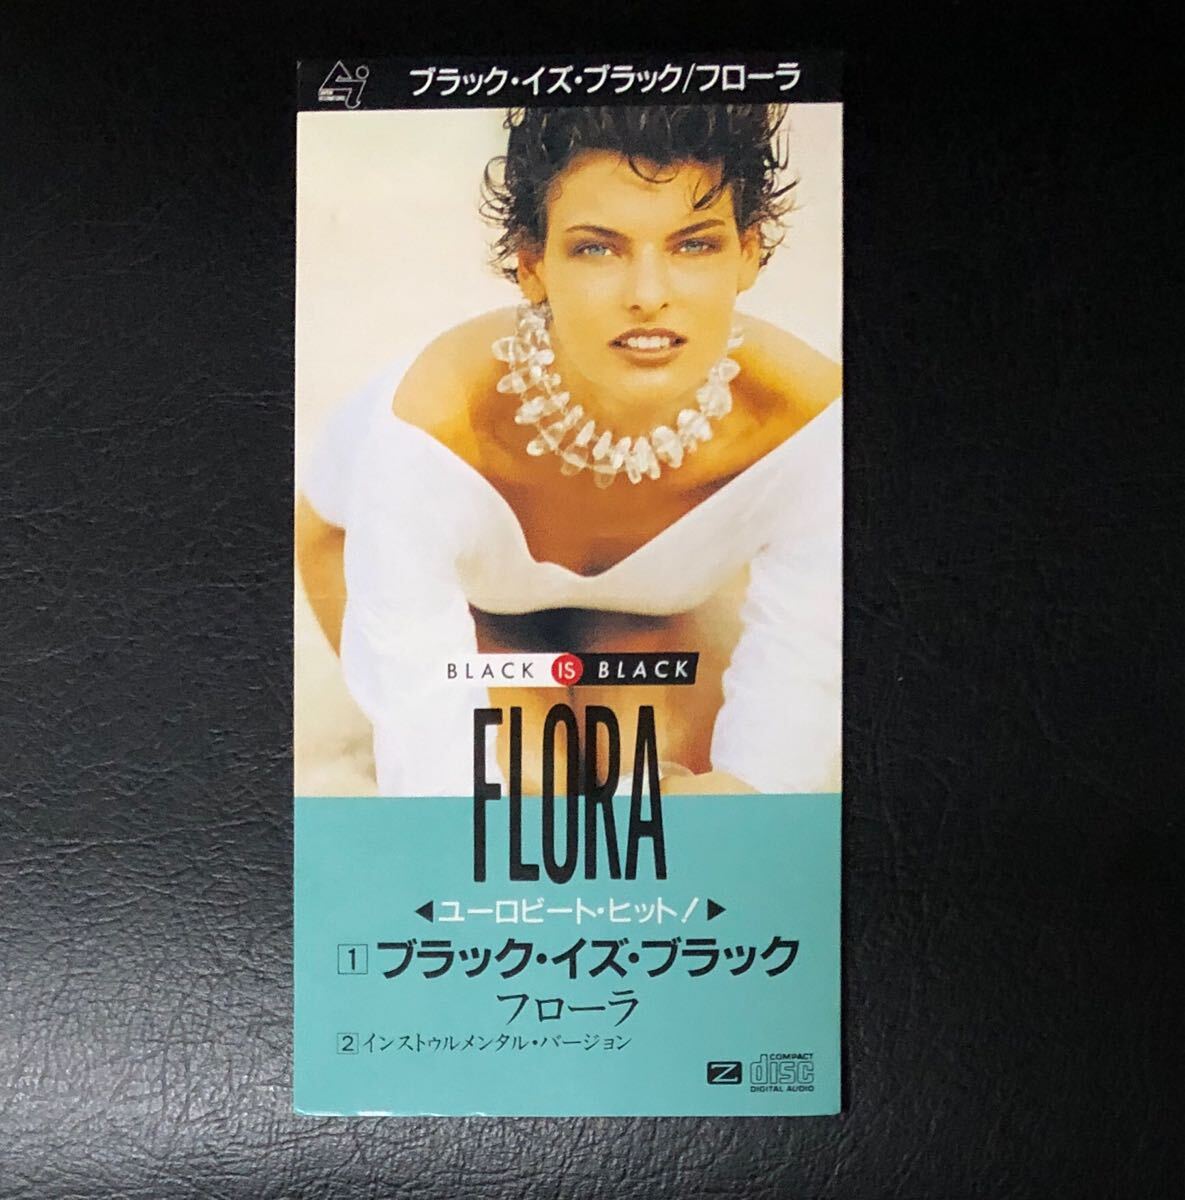 ブラック・イズ・ブラック/フローラ
BLACK IS BLACK
FLORA
◀ユーロビート・ヒット!▶
1 ブラック・イズ・ブラック
フローラ
2 インストゥルメンタル・バージョン
Z
COMPACT
disc
DIGITAL AUDIO